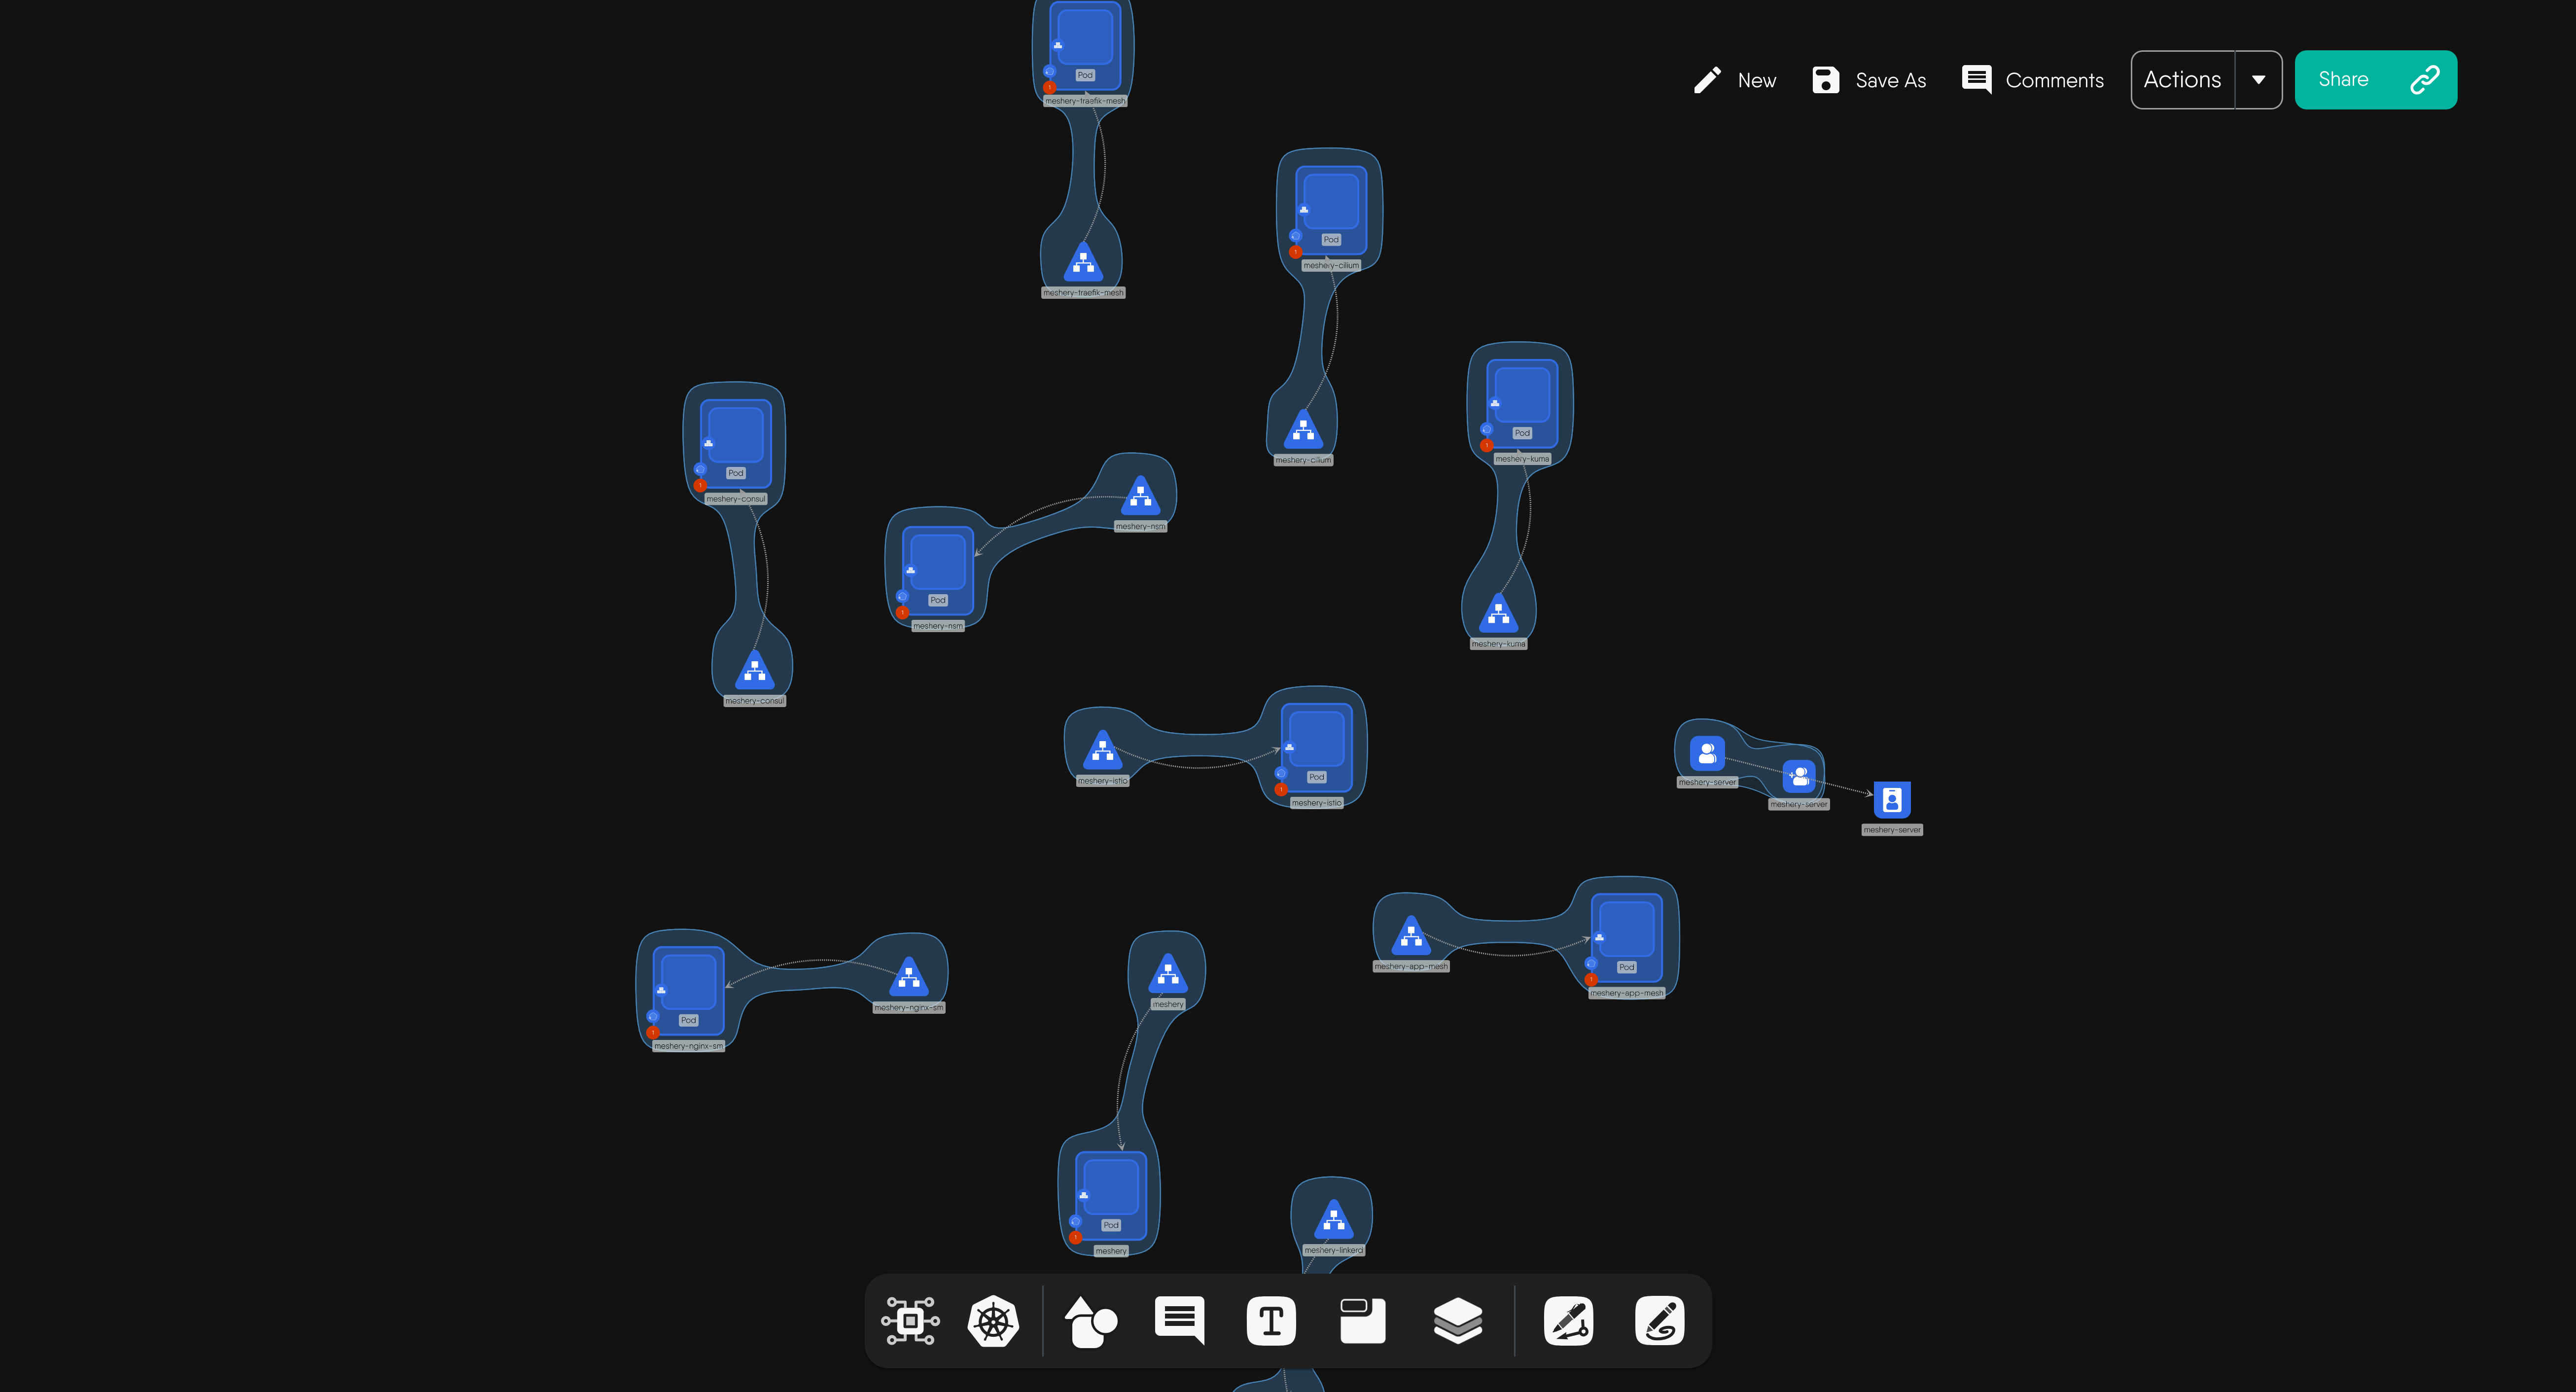 Pod
meshery-traefik-mesh
New
Save As
Comments
Actions
Share
meshery-traefik-mesh
Pod
meshery-cilium
meshery-cilium
Pod
meshery-kuma
meshery-kuma
Pod
meshery-consul
meshery-consul
meshery-nsm
Pod
meshery-nsm
meshery-istio
Pod
meshery-istio
meshery-server
meshery-server
meshery-server
meshery-app-mesh
Pod
meshery-app-mesh
meshery-nginx-sm
Pod
meshery-nginx-sm
meshery
Pod
meshery
meshery-linkerd
T